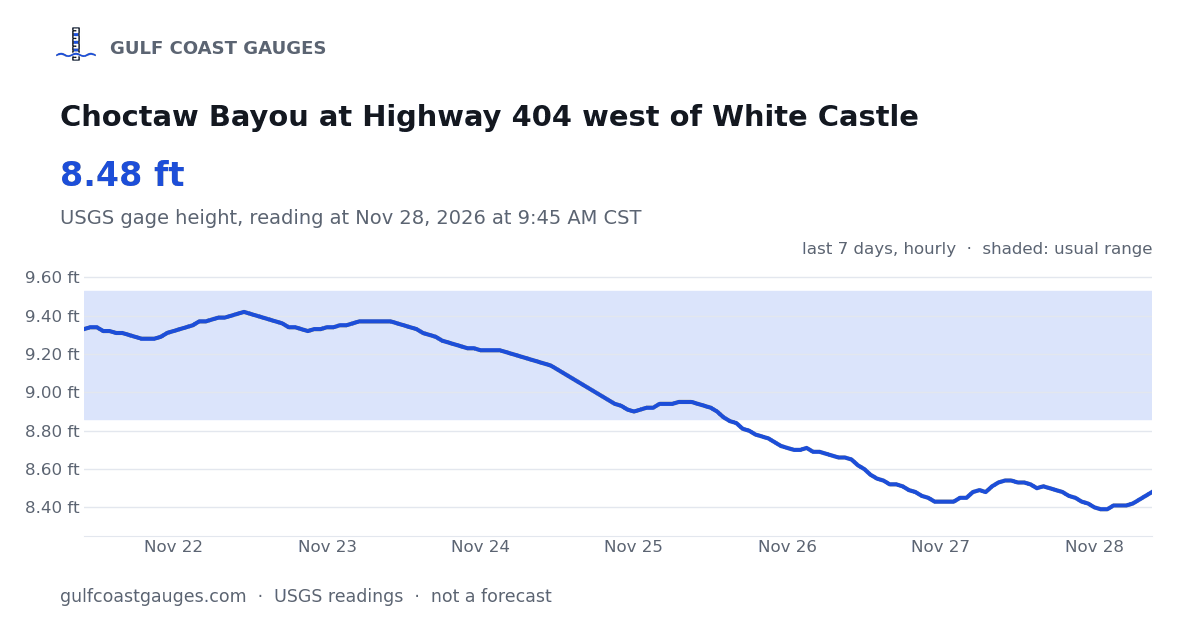 GULF COAST GAUGES
Choctaw Bayou at Highway 404 west of White Castle
8.48 ft
USGS gage height, reading at Nov 28, 2026 at 9:45 AM CST
last 7 days, hourly · shaded: usual range
9.60 ft
9.40 ft
9.20 ft
9.00 ft
8.80 ft
8.60 ft
8.40 ft
Nov 22 Nov 23 Nov 24 Nov 25 Nov 26 Nov 27 Nov 28
gulfcoastgauges.com · USGS readings · not a forecast